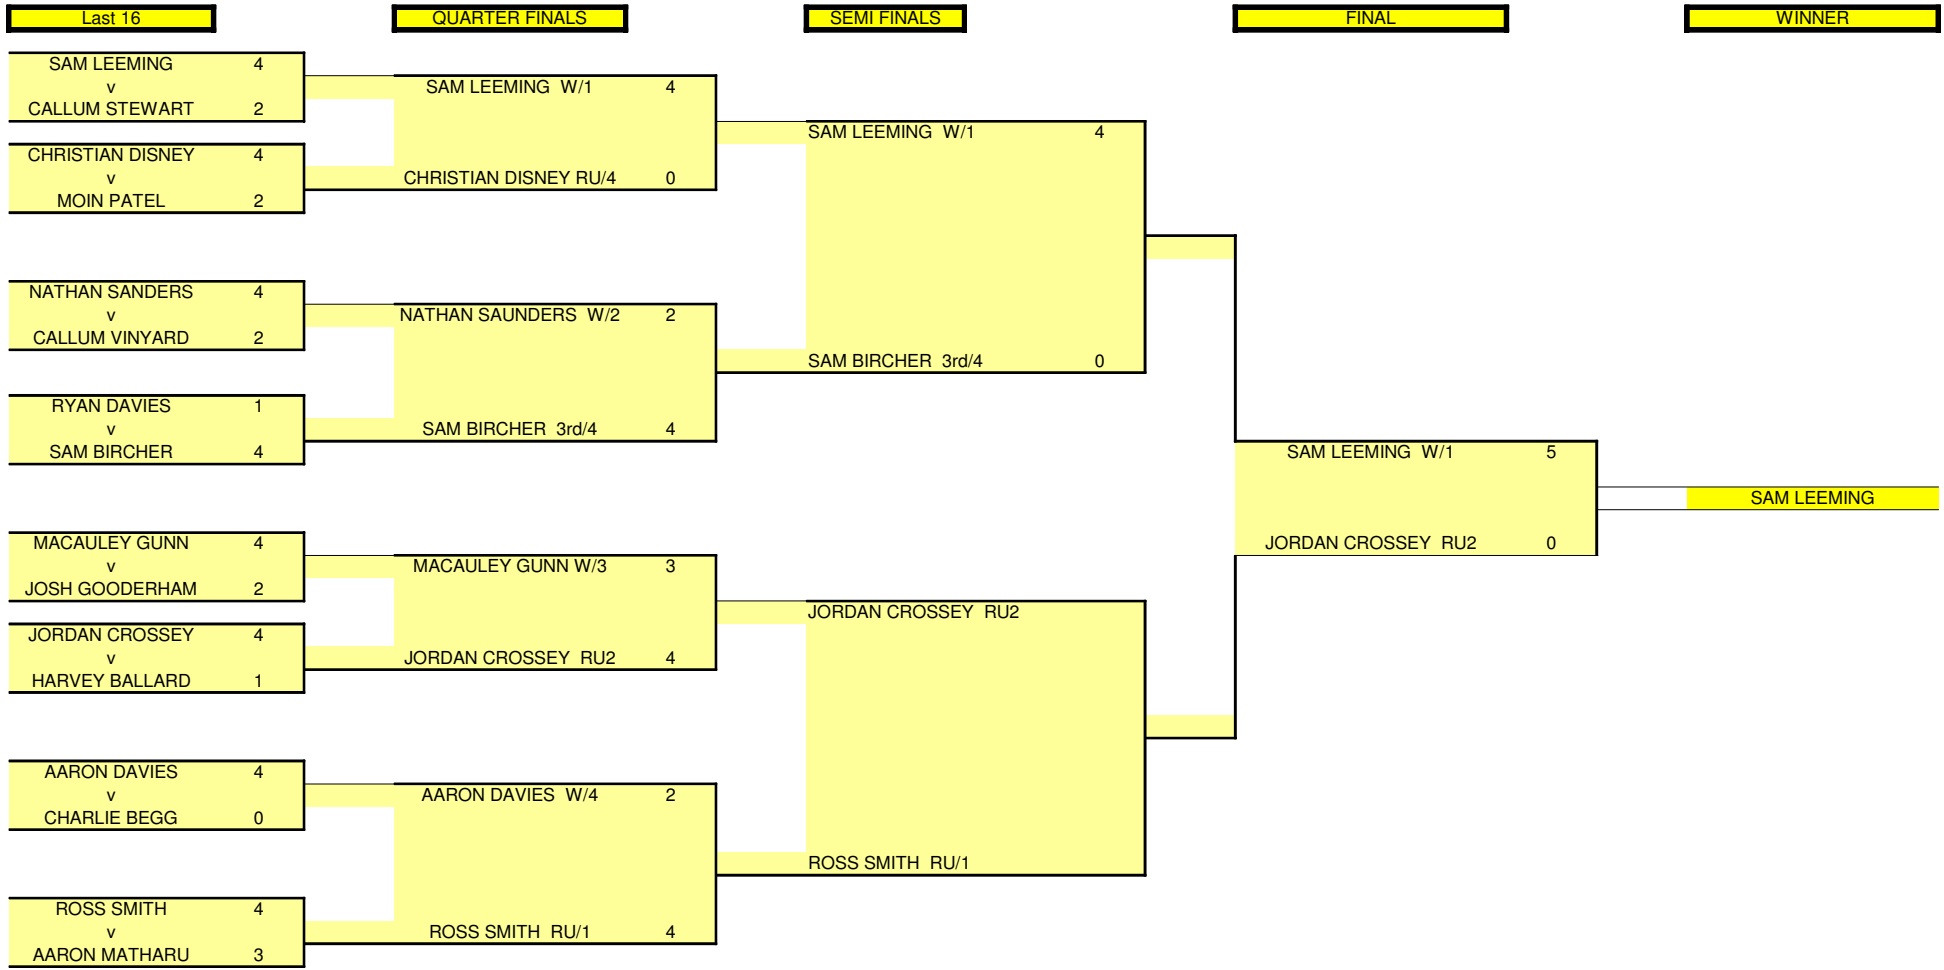 Last 16 QUARTER FINALS SEMI FINALS FINAL WINNER
SAM LEEMING 4
v
CALLUM STEWART 2
CHRISTIAN DISNEY 4
v
MOIN PATEL 2
NATHAN SANDERS 4
v
CALLUM VINYARD 2
RYAN DAVIES 1
v
SAM BIRCHER 4
MACAULEY GUNN 4
v
JOSH GOODERHAM 2
JORDAN CROSSEY 4
v
HARVEY BALLARD 1
AARON DAVIES 4
v
CHARLIE BEGG 0
ROSS SMITH 4
v
AARON MATHARU 3
SAM LEEMING W/1 4
CHRISTIAN DISNEY RU/4 0
NATHAN SAUNDERS W/2 2
SAM BIRCHER 3rd/4 4
MACAULEY GUNN W/3 3
JORDAN CROSSEY RU2 4
AARON DAVIES W/4 2
ROSS SMITH RU/1 4
SAM LEEMING W/1 4
SAM BIRCHER 3rd/4 0
JORDAN CROSSEY RU2
ROSS SMITH RU/1
SAM LEEMING W/1 5
JORDAN CROSSEY RU2 0
SAM LEEMING